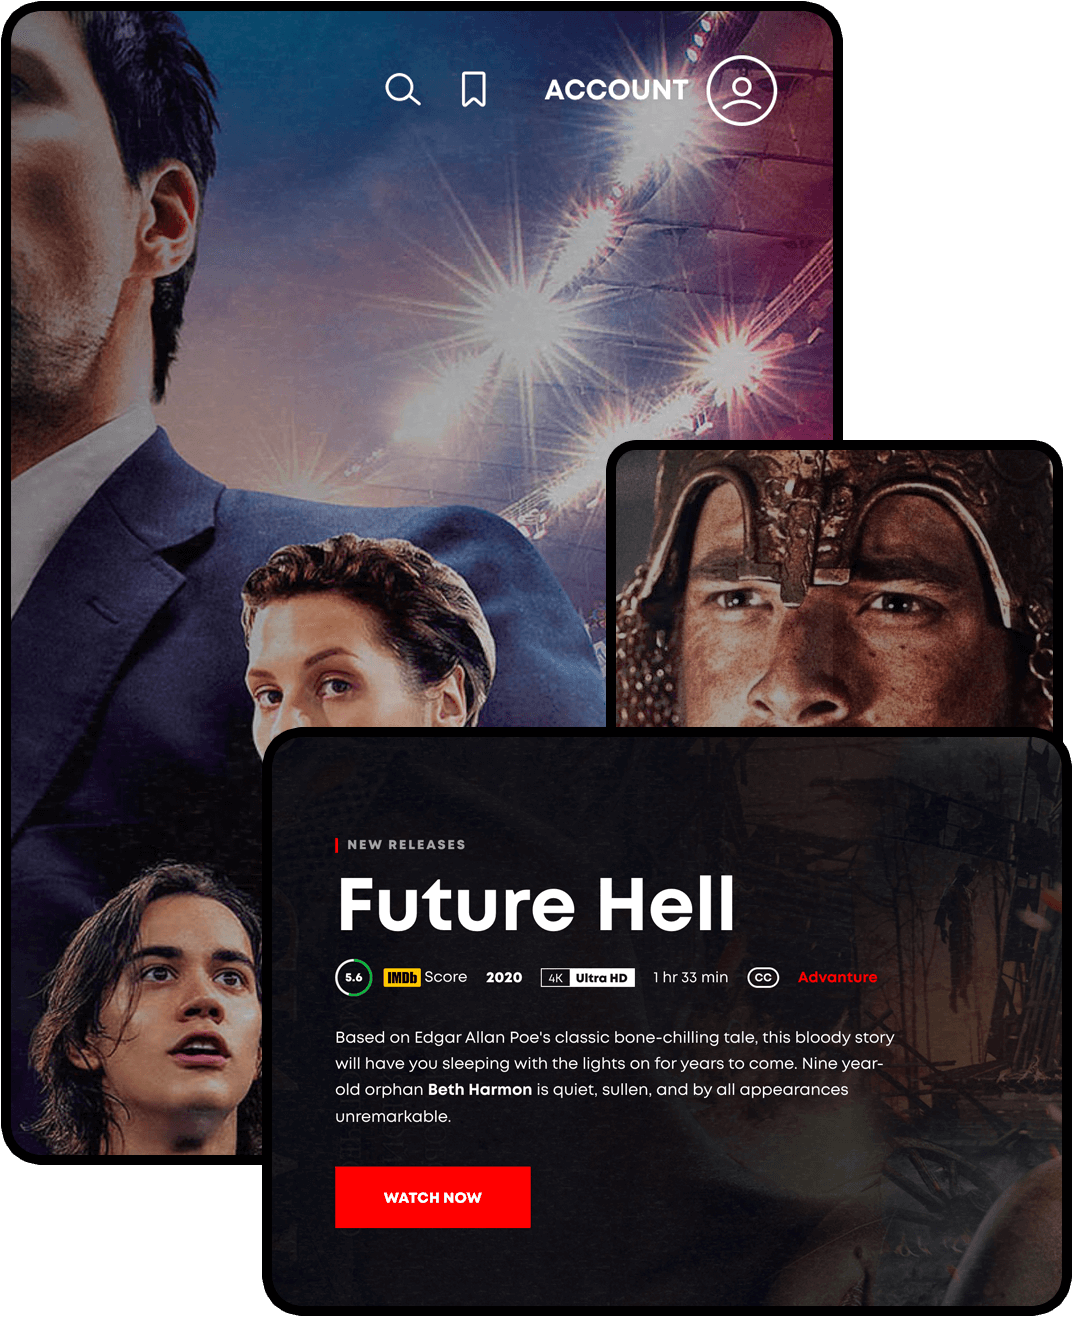 ACCOUNT
NEW RELEASES
Future Hell
5.6 IMDb Score 2020 4K Ultra HD 1 hr 33 min CC Advanture
Based on Edgar Allan Poe's classic bone-chilling tale, this bloody story
will have you sleeping with the lights on for years to come. Nine year-
old orphan Beth Harmon is quiet, sullen, and by all appearances
unremarkable.
WATCH NOW